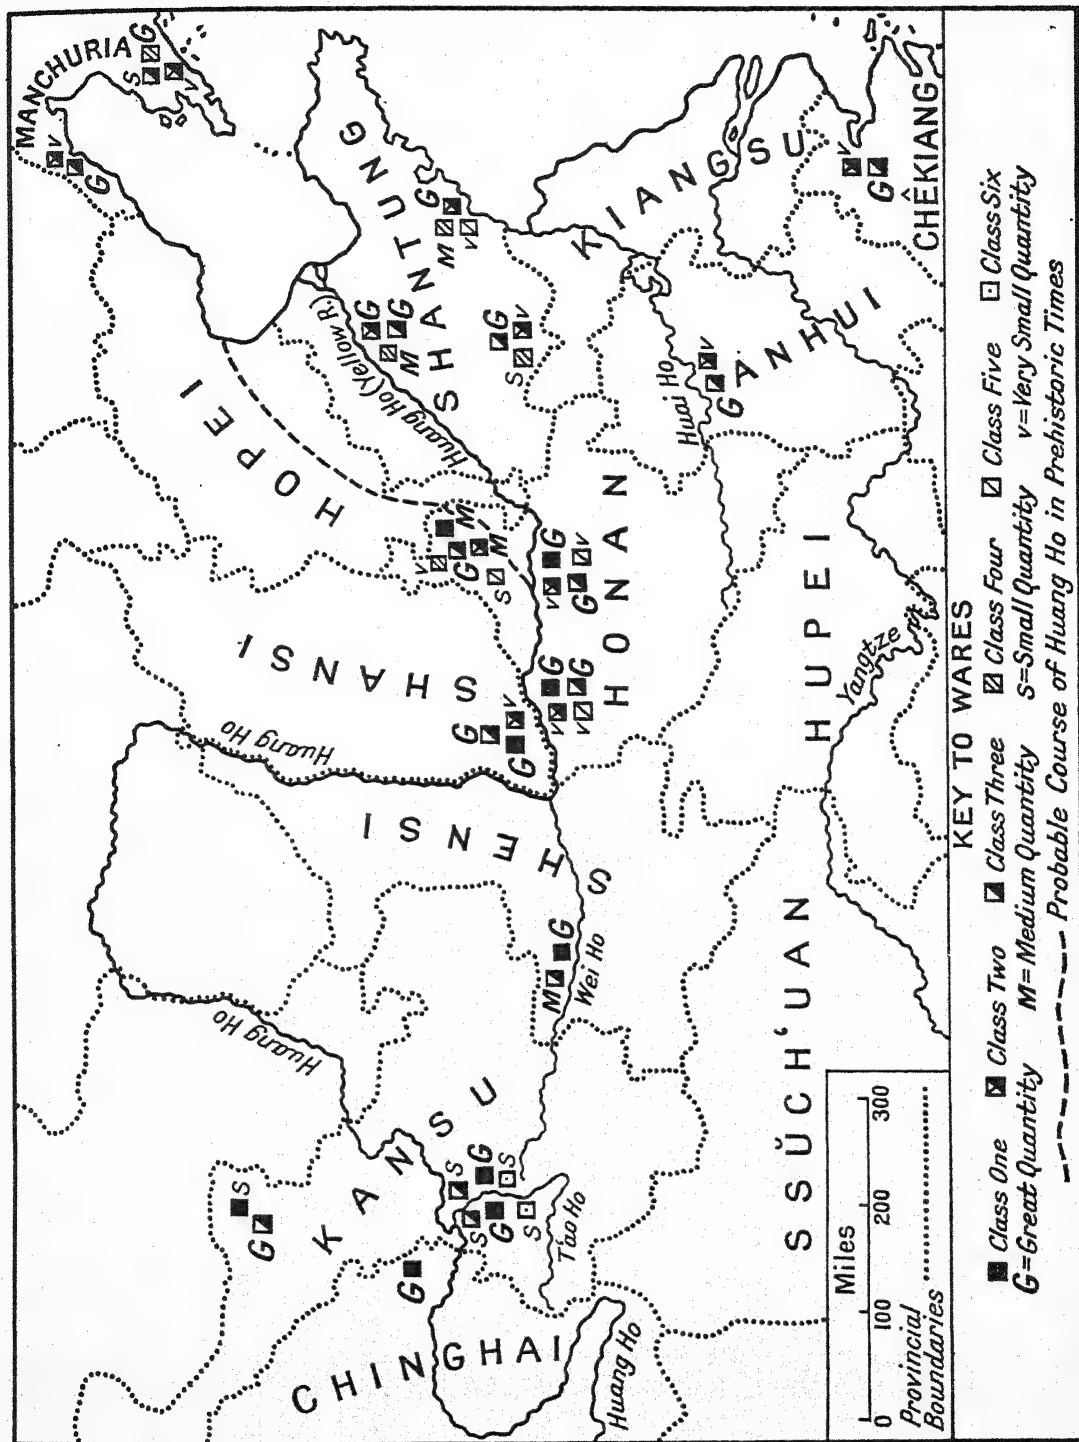 MANCHURIA
S G
V
V
G
HOPEI
SHANTUNG
G
M G
M G
V
G
S V
Huang Ho (Yellow R.)
V M
G M
S
SHANSI
Huang Ho
G
G V
V G
V G
V G
G V
HONAN
KIANGSU
Huai Ho
G V
ANHUI
V
G
CHÊKIANG
SHENSI
M G
Wei Ho
HUPEI
Yangtze
Huang Ho
KANSU
S
G
S
G
S
S
G
S
G
T'ao Ho
CHINGHAI
Huang Ho
SSŬCH'UAN
Miles
0 100 200 300
Provincial
Boundaries
KEY TO WARES
Class One Class Two Class Three Class Four Class Five Class Six
G=Great Quantity M=Medium Quantity S=Small Quantity v=Very Small Quantity
Probable Course of Huang Ho in Prehistoric Times